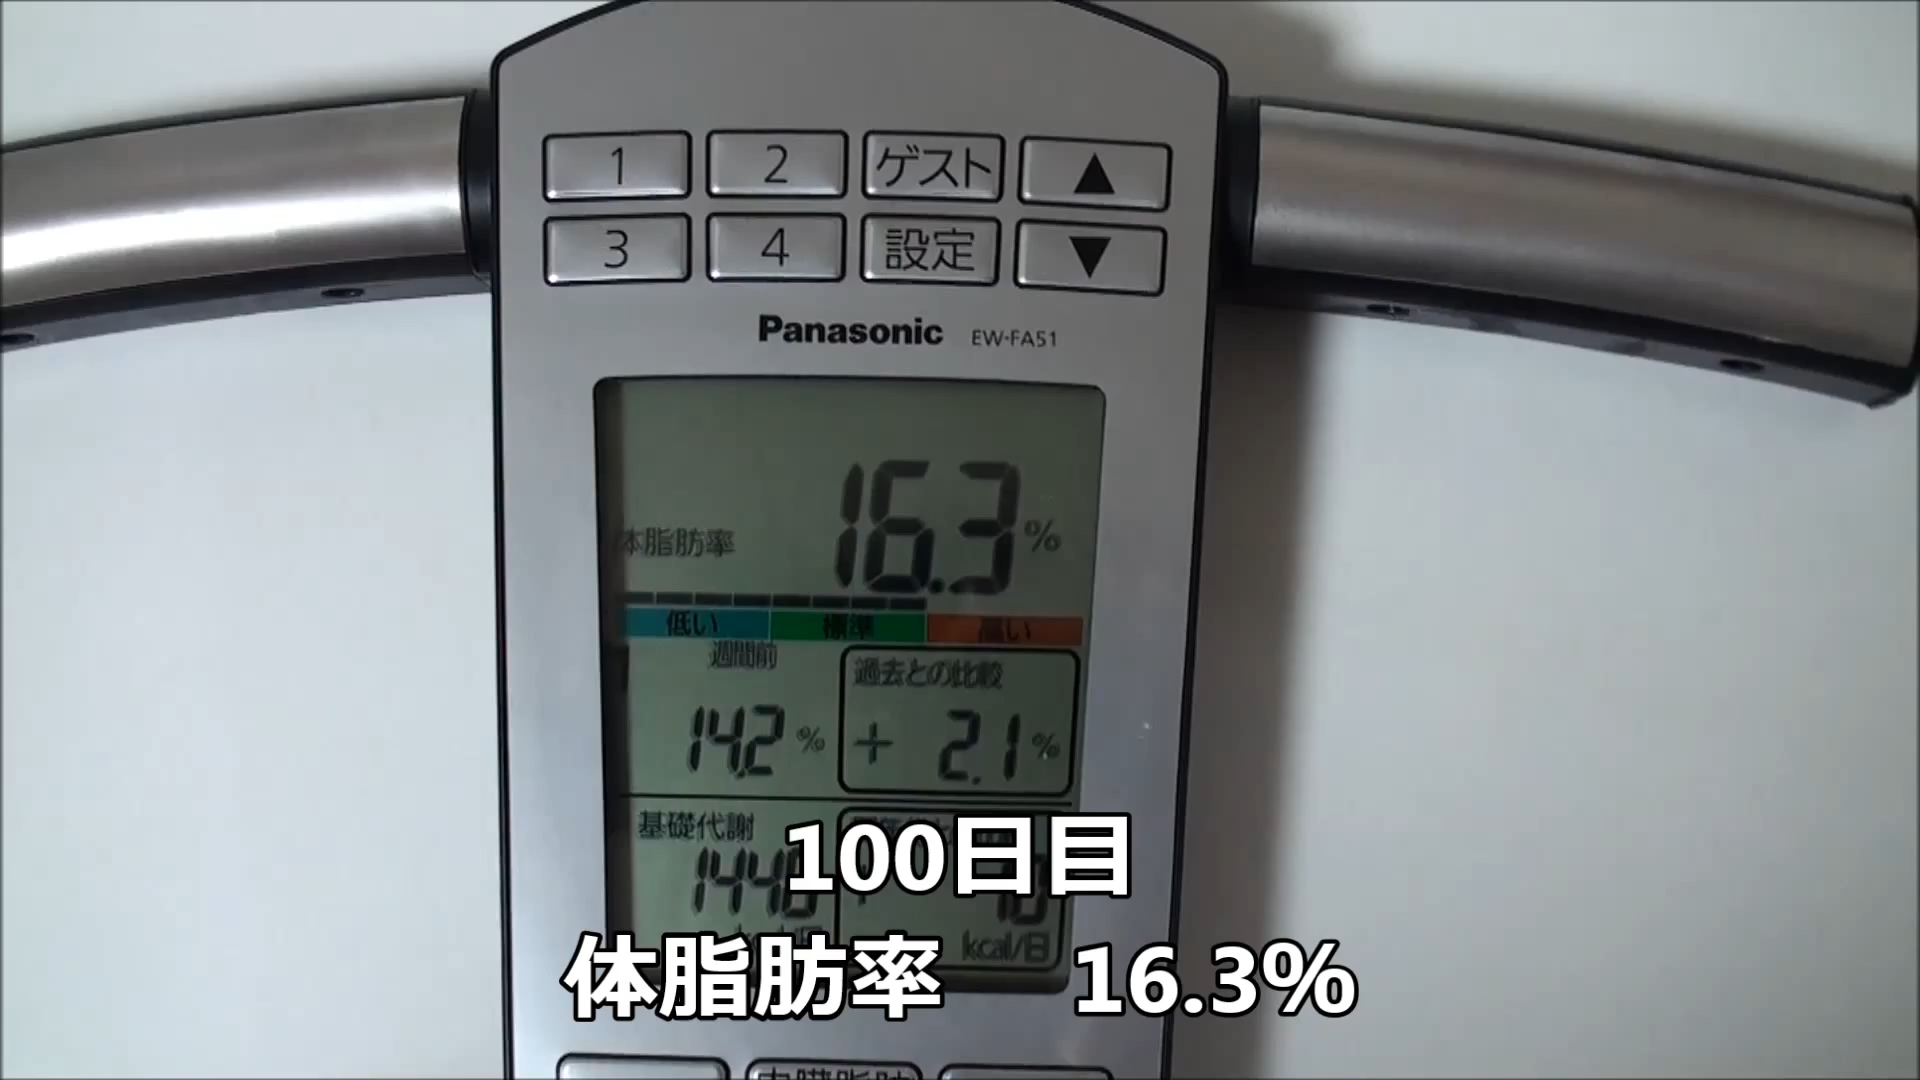 1 2 ゲスト ▲
3 4 設定 ▼
Panasonic EW-FA51
体脂肪率 16.3%
低い 標準 高い
週間前 過去との比較
14.2% + 2.1%
基礎代謝
kcal/日
100日目
体脂肪率 16.3%